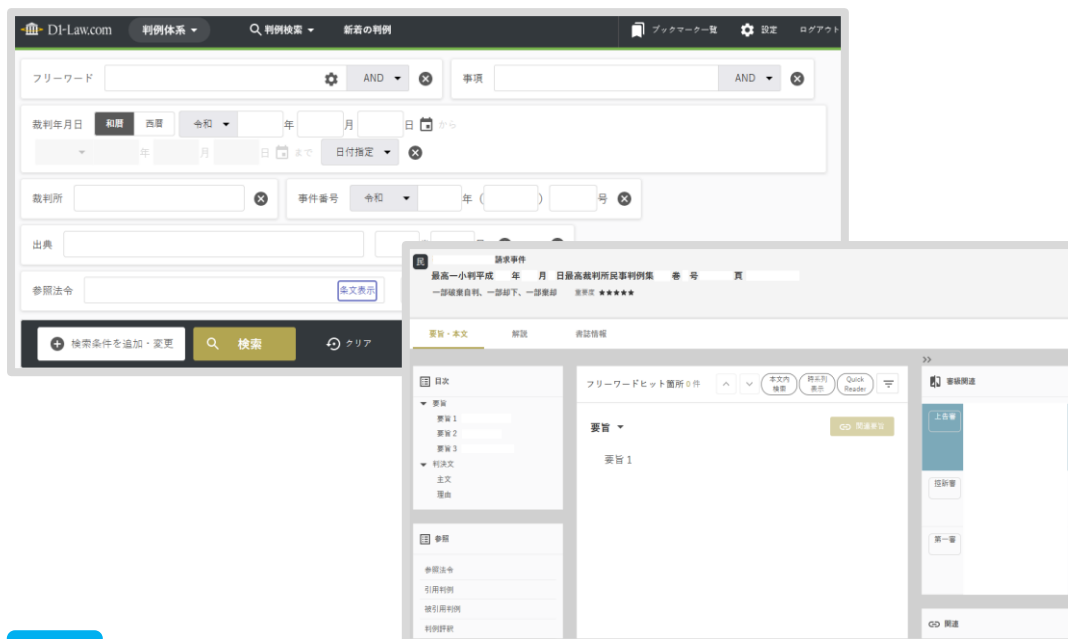 D1-Law.com 判例体系 判例検索 新着の判例 ブックマーク一覧 設定 ログアウト
フリーワード AND 事項 AND
裁判年月日 和暦 西暦 令和 年 月 日 から
年 月 日 まで 日付指定
裁判所 事件番号 令和 年 ( ) 号
出典
参照法令 条文表示
検索条件を追加・変更 検索 クリア
民 請求事件
最高一小判平成 年 月 日最高裁判所民事判例集 巻 号 頁
一部破棄自判、一部却下、一部棄却 重要度 ★★★★★
要旨・本文 解説 書誌情報
目次
要旨
要旨1
要旨2
要旨3
判決文
主文
理由
参照
参照法令
引用判例
被引用判例
判例評釈
フリーワードヒット箇所 0 件 本文内検索 時系列表示 Quick Reader
要旨 関連要旨
要旨1
審級関連
上告審
控訴審
第一審
関連